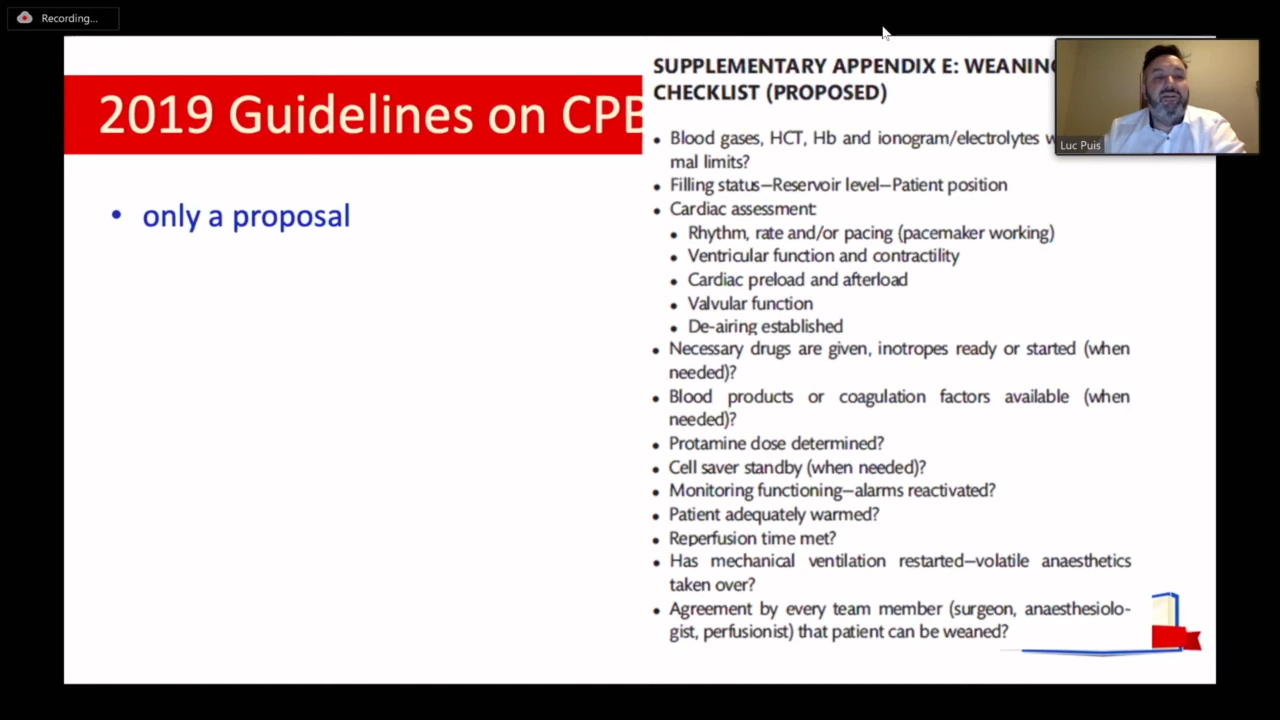 Recording...
2019 Guidelines on CPB
• only a proposal
SUPPLEMENTARY APPENDIX E: WEANING
CHECKLIST (PROPOSED)
• Blood gases, HCT, Hb and ionogram/electrolytes
mal limits?
• Filling status–Reservoir level–Patient position
• Cardiac assessment:
• Rhythm, rate and/or pacing (pacemaker working)
• Ventricular function and contractility
• Cardiac preload and afterload
• Valvular function
• De-airing established
• Necessary drugs are given, inotropes ready or started (when
needed)?
• Blood products or coagulation factors available (when
needed)?
• Protamine dose determined?
• Cell saver standby (when needed)?
• Monitoring functioning–alarms reactivated?
• Patient adequately warmed?
• Reperfusion time met?
• Has mechanical ventilation restarted–volatile anaesthetics
taken over?
• Agreement by every team member (surgeon, anaesthesiolo-
gist, perfusionist) that patient can be weaned?
Luc Puis